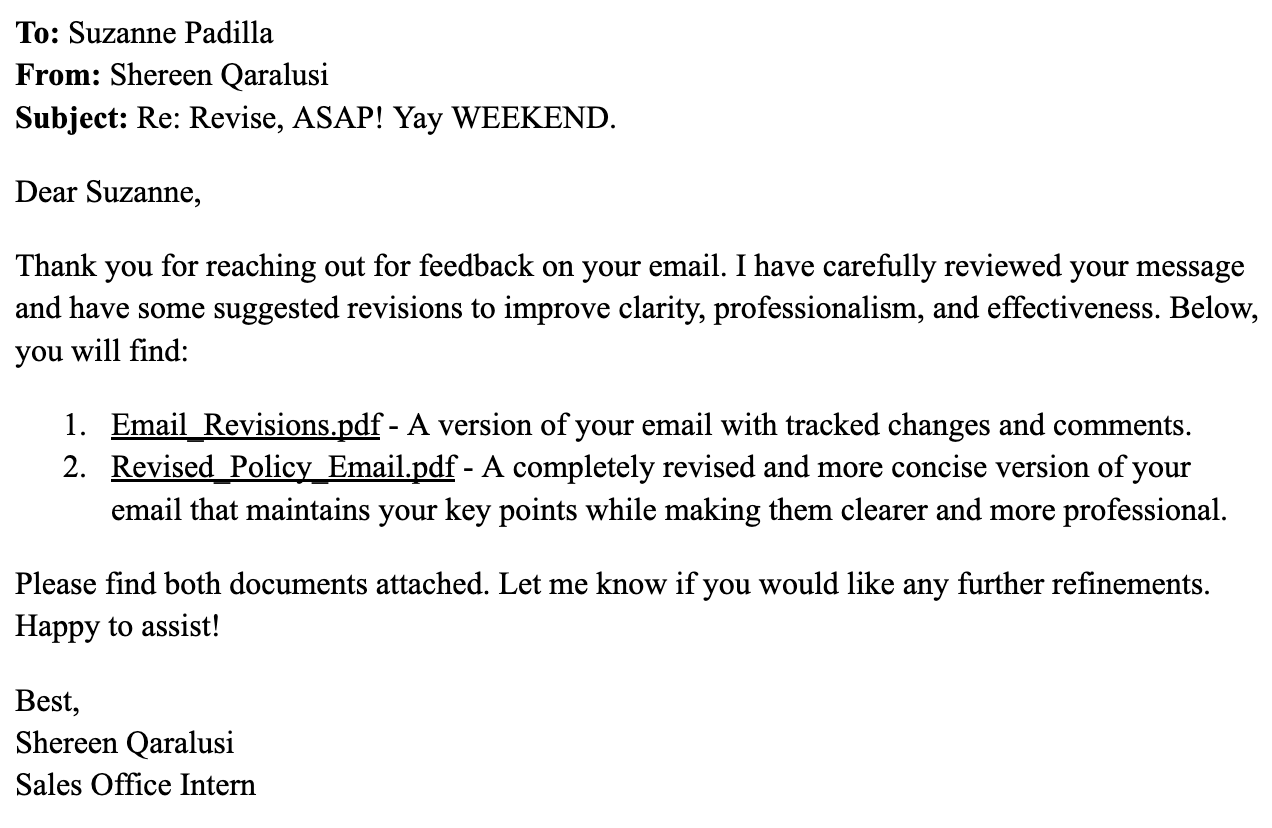 To: Suzanne Padilla
From: Shereen Qaralusi
Subject: Re: Revise, ASAP! Yay WEEKEND.
Dear Suzanne,
Thank you for reaching out for feedback on your email. I have carefully reviewed your message
and have some suggested revisions to improve clarity, professionalism, and effectiveness. Below,
you will find:
1. Email_Revisions.pdf - A version of your email with tracked changes and comments.
2. Revised_Policy_Email.pdf - A completely revised and more concise version of your
email that maintains your key points while making them clearer and more professional.
Please find both documents attached. Let me know if you would like any further refinements.
Happy to assist!
Best,
Shereen Qaralusi
Sales Office Intern